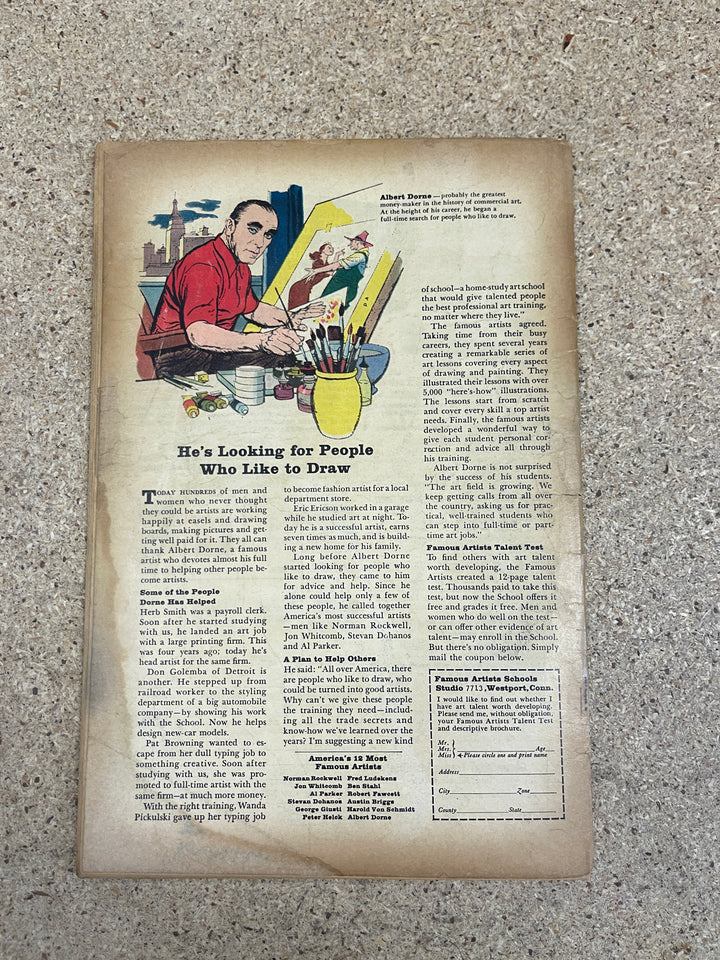 Albert Dorne — probably the greatest
money-maker in the history of commercial art.
At the height of his career, he began a
full-time search for people who like to draw.
He's Looking for People
Who Like to Draw
TODAY HUNDREDS of men and
women who never thought
they could be artists are working
happily at easels and drawing
boards, making pictures and get-
ting well paid for it. They all can
thank Albert Dorne, a famous
artist who devotes almost his full
time to helping other people be-
come artists.
Some of the People
Dorne Has Helped
Herb Smith was a payroll clerk.
Soon after he started studying
with us, he landed an art job
with a large printing firm. This
was four years ago; today he's
head artist for the same firm.
Don Golemba of Detroit is
another. He stepped up from
railroad worker to the styling
department of a big automobile
company—by showing his work
with the School. Now he helps
design new-car models.
Pat Browning wanted to es-
cape from her dull typing job to
something creative. Soon after
studying with us, she was pro-
moted to full-time artist with the
same firm—at much more money.
With the right training, Wanda
Pickulski gave up her typing job
to become fashion artist for a local
department store.
Eric Ericson worked in a garage
while he studied art at night. To-
day he is a successful artist, earns
seven times as much, and is build-
ing a new home for his family.
Long before Albert Dorne
started looking for people who
like to draw, they came to him
for advice and help. Since he
alone could help only a few of
these people, he called together
America's most successful artists
—men like Norman Rockwell,
Jon Whitcomb, Stevan Dohanos
and Al Parker.
A Plan to Help Others
He said: "All over America, there
are people who like to draw, who
could be turned into good artists.
Why can't we give these people
the training they need—includ-
ing all the trade secrets and
know-how we've learned over the
years? I'm suggesting a new kind
America's 12 Most
Famous Artists
Norman Rockwell Fred Ludekens
Jon Whitcomb Ben Stahl
Al Parker Robert Fawcett
Stevan Dohanos Austin Briggs
George Giusti Harold Von Schmidt
Peter Helck Albert Dorne
of school—a home-study art school
that would give talented people
the best professional art training,
no matter where they live."
The famous artists agreed.
Taking time from their busy
careers, they spent several years
creating a remarkable series of
art lessons covering every aspect
of drawing and painting. They
illustrated their lessons with over
5,000 "here's-how" illustrations.
The lessons start from scratch
and cover every skill a top artist
needs. Finally, the famous artists
developed a wonderful way to
give each student personal cor-
rection and advice all through
his training.
Albert Dorne is not surprised
by the success of his students.
"The art field is growing. We
keep getting calls from all over
the country, asking us for prac-
tical, well-trained students who
can step into full-time or part-
time art jobs."
Famous Artists Talent Test
To find others with art talent
worth developing, the Famous
Artists created a 12-page talent
test. Thousands paid to take this
test, but now the School offers it
free and grades it free. Men and
women who do well on the test—
or can offer other evidence of art
talent—may enroll in the School.
But there's no obligation. Simply
mail the coupon below.
Famous Artists Schools
Studio 7713, Westport, Conn.
I would like to find out whether I
have art talent worth developing.
Please send me, without obligation,
your Famous Artists Talent Test
and descriptive brochure.
Mr.
Mrs. Age
Miss Please circle one and print name
Address
City Zone
County State